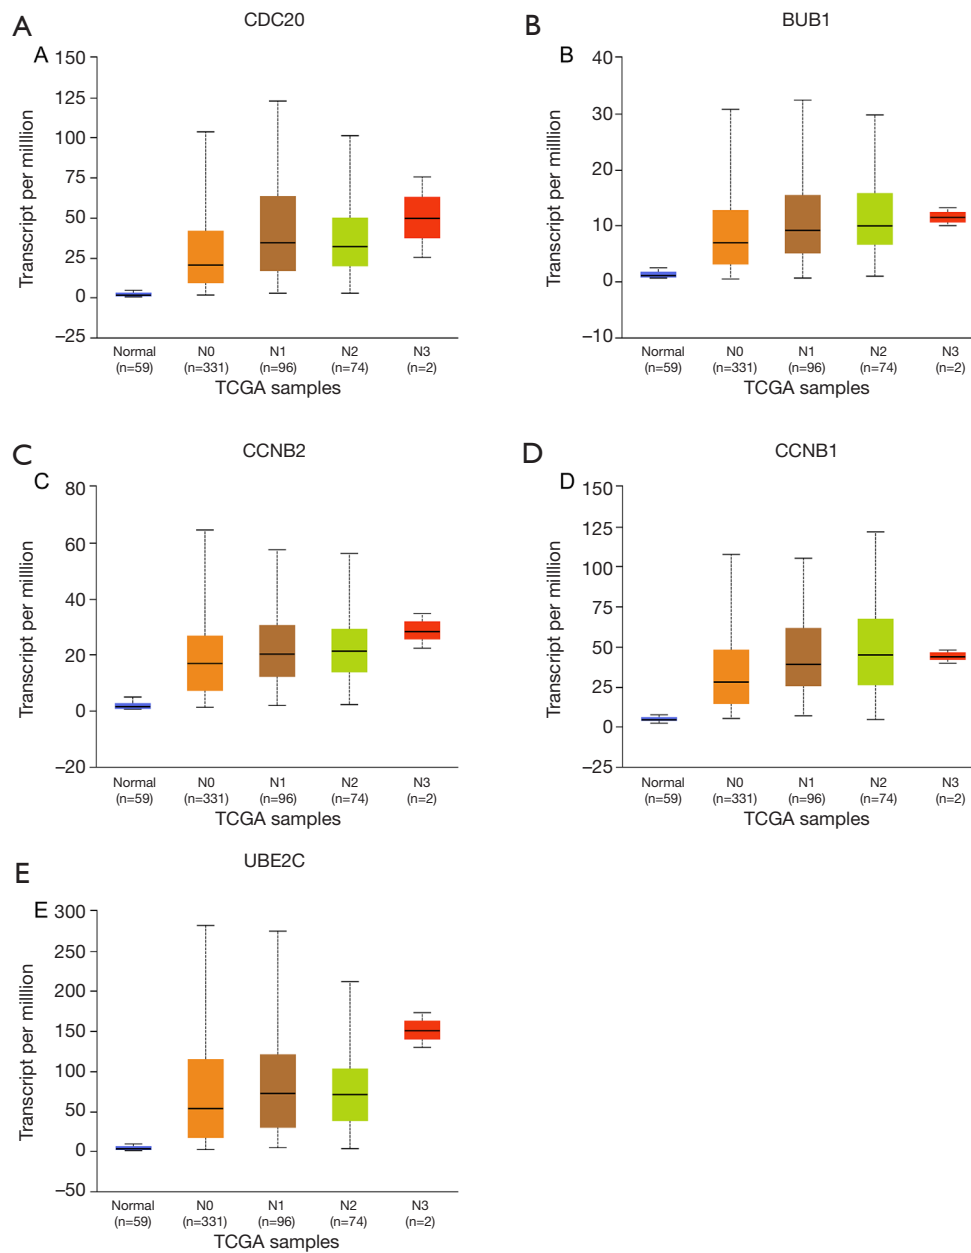 A
CDC20
A
150
125
100
75
50
25
0
–25
Transcript per milllion
Normal N0 N1 N2 N3
(n=59) (n=331) (n=96) (n=74) (n=2)
TCGA samples
B
BUB1
B
40
30
20
10
0
–10
Transcript per milllion
Normal N0 N1 N2 N3
(n=59) (n=331) (n=96) (n=74) (n=2)
TCGA samples
C
CCNB2
C
80
60
40
20
0
–20
Transcript per milllion
Normal N0 N1 N2 N3
(n=59) (n=331) (n=96) (n=74) (n=2)
TCGA samples
D
CCNB1
D
150
125
100
75
50
25
0
–25
Transcript per milllion
Normal N0 N1 N2 N3
(n=59) (n=331) (n=96) (n=74) (n=2)
TCGA samples
E
UBE2C
E
300
250
200
150
100
50
0
–50
Transcript per milllion
Normal N0 N1 N2 N3
(n=59) (n=331) (n=96) (n=74) (n=2)
TCGA samples